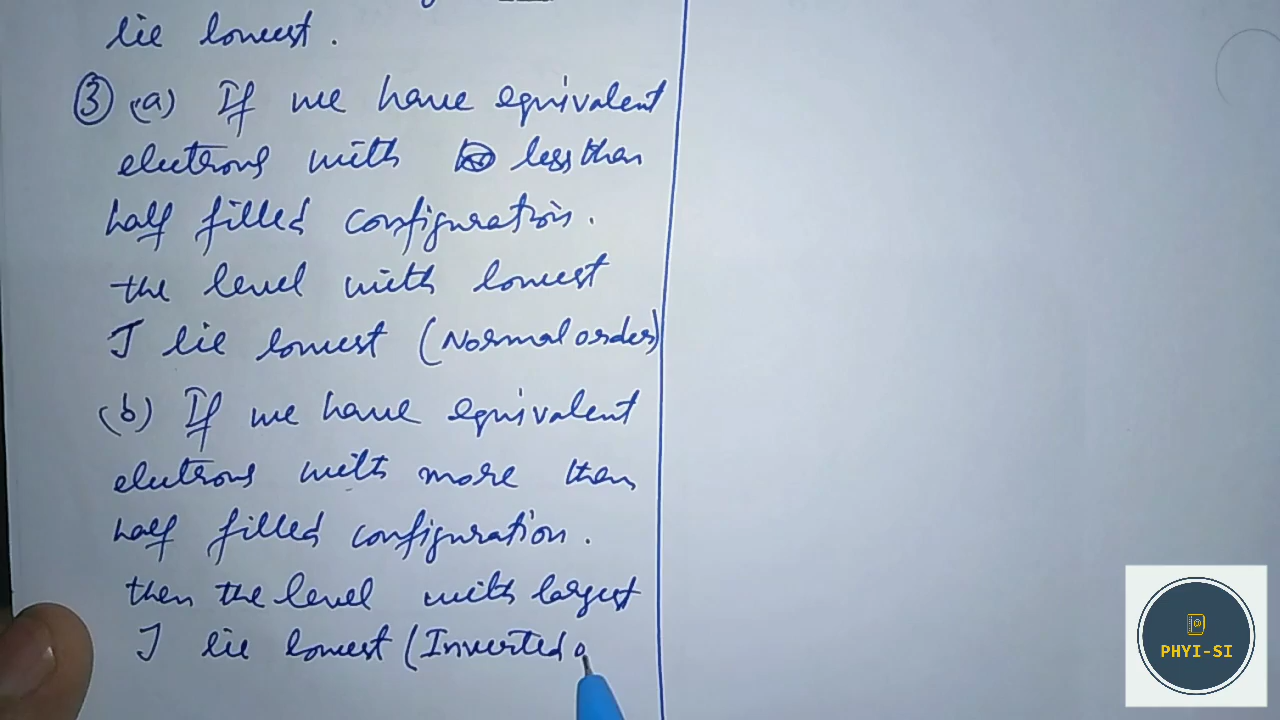 lie lowest.
③ (a) If we have equivalent
electrons with less than
half filled configuration.
the level with lowest
J lie lowest (Normal order)
(b) If we have equivalent
electrons with more than
half filled configuration.
then the level with largest
J lie lowest (Inverted o
PHYI-SI